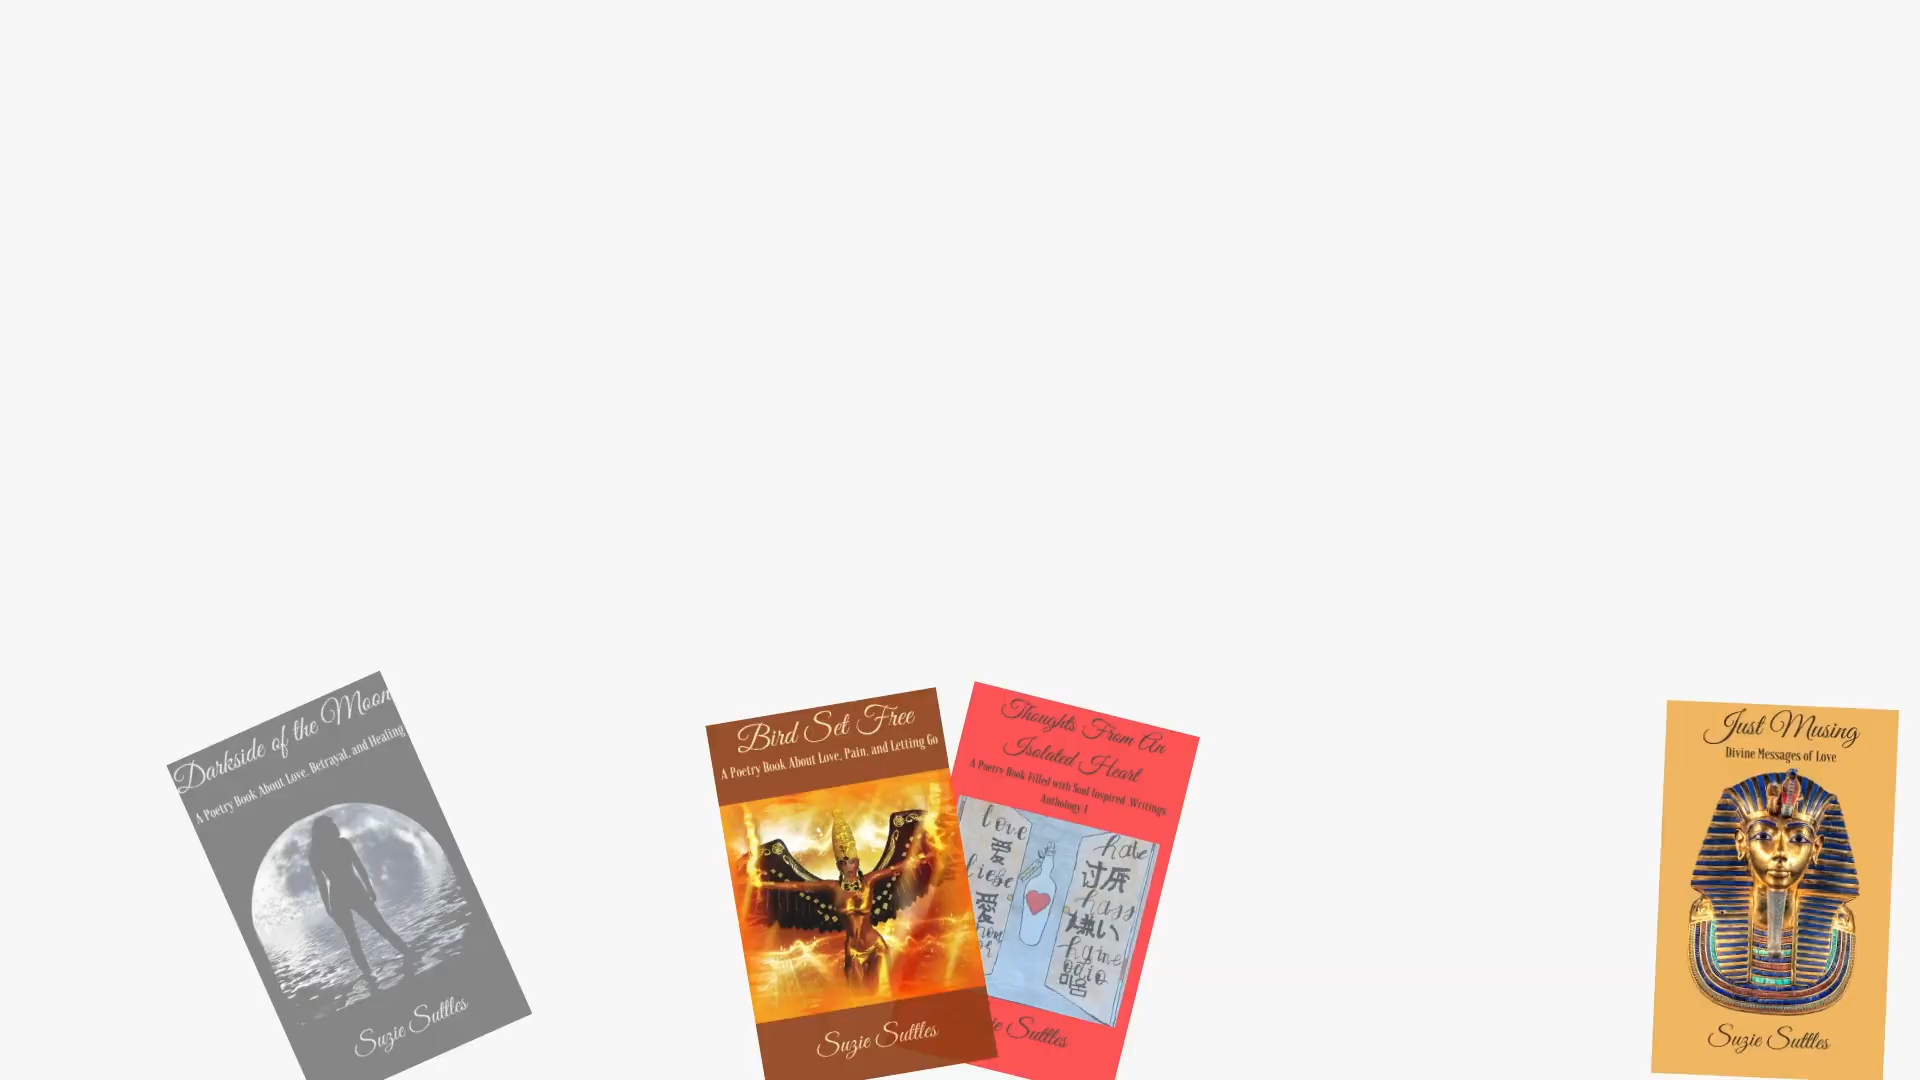 Darkside of the Moon
A Poetry Book About Love, Betrayal, and Healing
Suzie Suttles
Bird Set Free
A Poetry Book About Love, Pain, and Letting Go
Suzie Suttles
Thoughts From An
Isolated Heart
A Poetry Book Filled with Soul Inspired Writings
Anthology I
love
爱
liebe
愛
hate
讨厌
hass
嫌い
haine
odio
Suttles
Just Musing
Divine Messages of Love
Suzie Suttles